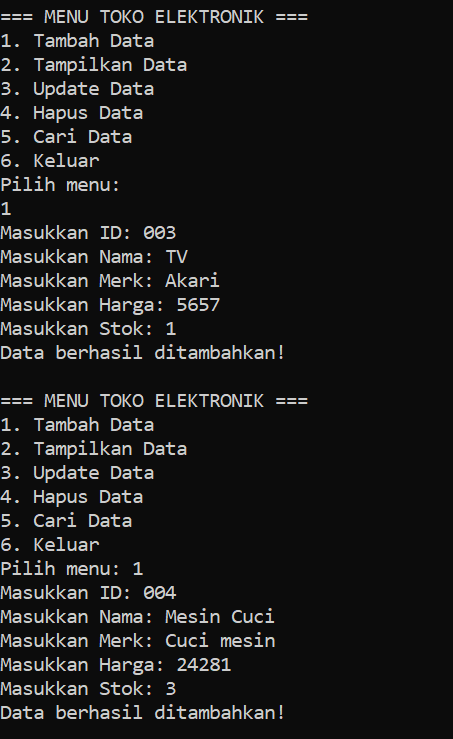 === MENU TOKO ELEKTRONIK ===
1. Tambah Data
2. Tampilkan Data
3. Update Data
4. Hapus Data
5. Cari Data
6. Keluar
Pilih menu:
1
Masukkan ID: 003
Masukkan Nama: TV
Masukkan Merk: Akari
Masukkan Harga: 5657
Masukkan Stok: 1
Data berhasil ditambahkan!

=== MENU TOKO ELEKTRONIK ===
1. Tambah Data
2. Tampilkan Data
3. Update Data
4. Hapus Data
5. Cari Data
6. Keluar
Pilih menu: 1
Masukkan ID: 004
Masukkan Nama: Mesin Cuci
Masukkan Merk: Cuci mesin
Masukkan Harga: 24281
Masukkan Stok: 3
Data berhasil ditambahkan!